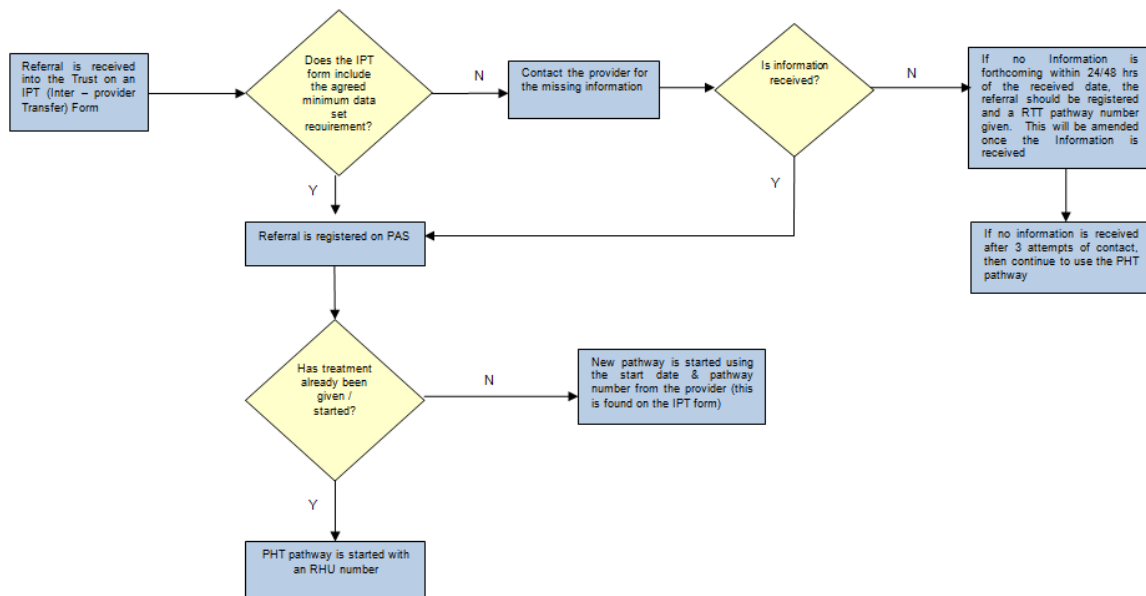 Referral is received
into the Trust on an
IPT (Inter – provider
Transfer) Form
Does the IPT
form include
the agreed
minimum data
set
requirement?
N
Contact the provider for
the missing information
Is information
received?
N
If no Information is
forthcoming within 24/48 hrs
of the received date, the
referral should be registered
and a RTT pathway number
given. This will be amended
once the Information is
received
Y
Y
Referral is registered on PAS
If no information is received
after 3 attempts of contact,
then continue to use the PHT
pathway
Has treatment
already been
given /
started?
N
New pathway is started using
the start date & pathway
number from the provider (this
is found on the IPT form)
Y
PHT pathway is started with
an RHU number